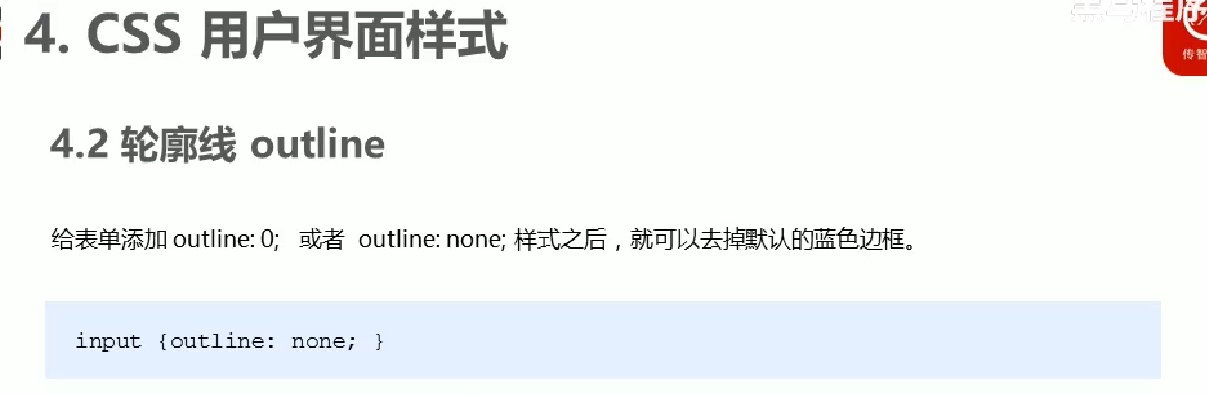 4. CSS 用户界面样式
4.2 轮廓线 outline
给表单添加 outline: 0; 或者 outline: none; 样式之后，就可以去掉默认的蓝色边框。
input {outline: none; }
传智